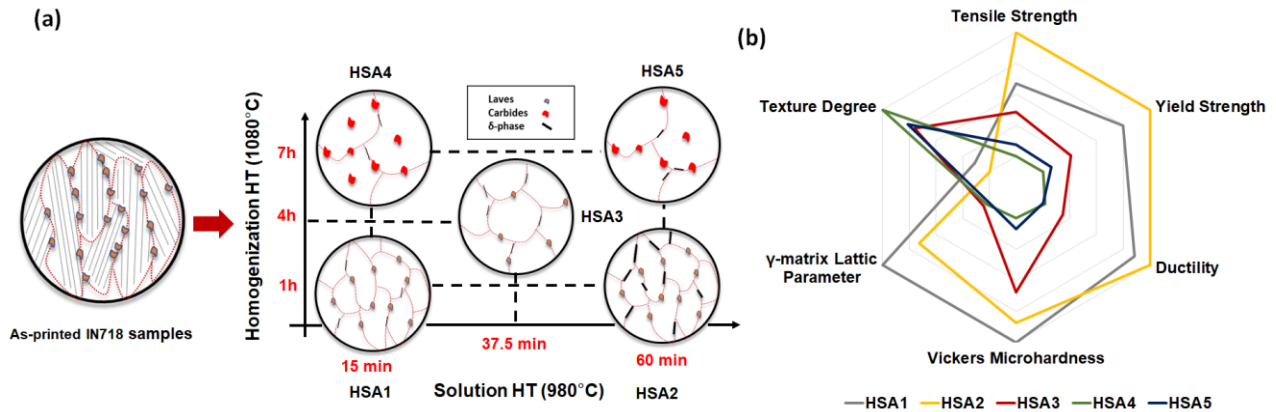 (a)
HSA4
HSA5
Laves
Carbides
δ-phase
Homogenization HT (1080°C)
7h
4h
1h
HSA3
As-printed IN718 samples
15 min
37.5 min
60 min
HSA1
Solution HT (980°C)
HSA2
(b)
Tensile Strength
Texture Degree
Yield Strength
γ-matrix Lattic
Parameter
Ductility
Vickers Microhardness
HSA1 HSA2 HSA3 HSA4 HSA5